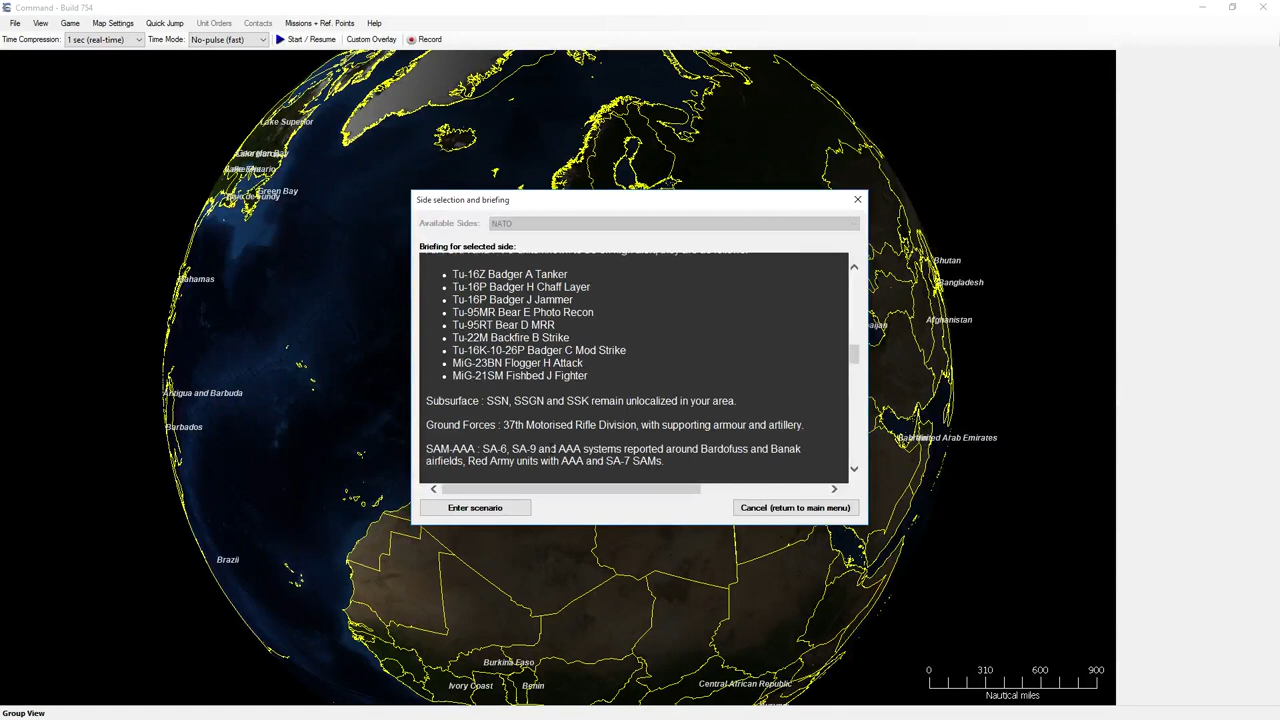 Command - Build 754
File View Game Map Settings Quick Jump Unit Orders Contacts Missions + Ref. Points Help
Time Compression: 1 sec (real-time) Time Mode: No-pulse (fast) Start / Resume Custom Overlay Record
Lake Superior
Green Bay
Bahamas
Antigua and Barbuda
Barbados
Brazil
Side selection and briefing
Available Sides: NATO
Briefing for selected side:
Tu-16Z Badger A Tanker
Tu-16P Badger H Chaff Layer
Tu-16P Badger J Jammer
Tu-95MR Bear E Photo Recon
Tu-95RT Bear D MRR
Tu-22M Backfire B Strike
Tu-16K-10-26P Badger C Mod Strike
MiG-23BN Flogger H Attack
MiG-21SM Fishbed J Fighter
Subsurface : SSN, SSGN and SSK remain unlocalized in your area.
Ground Forces : 37th Motorised Rifle Division, with supporting armour and artillery.
SAM-AAA : SA-6, SA-9 and AAA systems reported around Bardofuss and Banak
airfields, Red Army units with AAA and SA-7 SAMs.
Enter scenario Cancel (return to main menu)
Bhutan
Bangladesh
Afghanistan
United Arab Emirates
Burkina Faso
Ivory Coast Benin
Central African Republic
0 310 600 900
Nautical miles
Group View